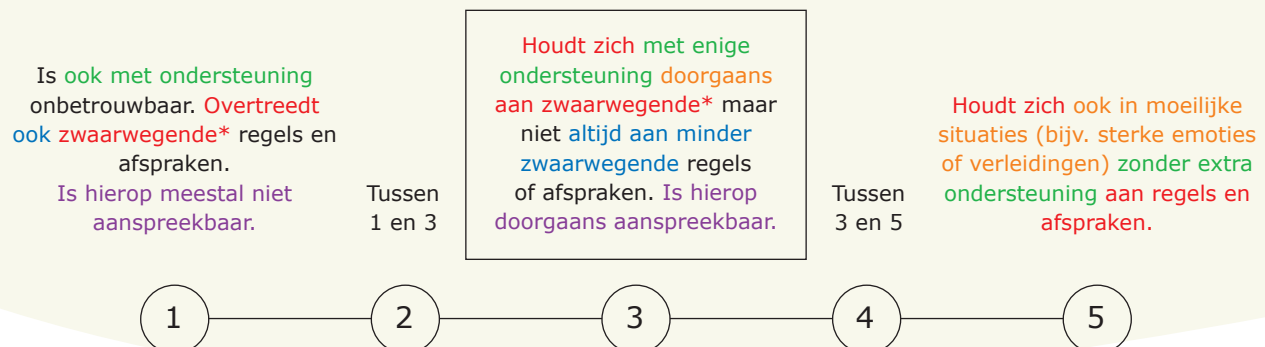 Is ook met ondersteuning
onbetrouwbaar. Overtreedt
ook zwaarwegende* regels en
afspraken.
Is hierop meestal niet
aanspreekbaar.
Tussen
1 en 3
Houdt zich met enige
ondersteuning doorgaans
aan zwaarwegende* maar
niet altijd aan minder
zwaarwegende regels
of afspraken. Is hierop
doorgaans aanspreekbaar.
Tussen
3 en 5
Houdt zich ook in moeilijke
situaties (bijv. sterke emoties
of verleidingen) zonder extra
ondersteuning aan regels en
afspraken.
1
2
3
4
5